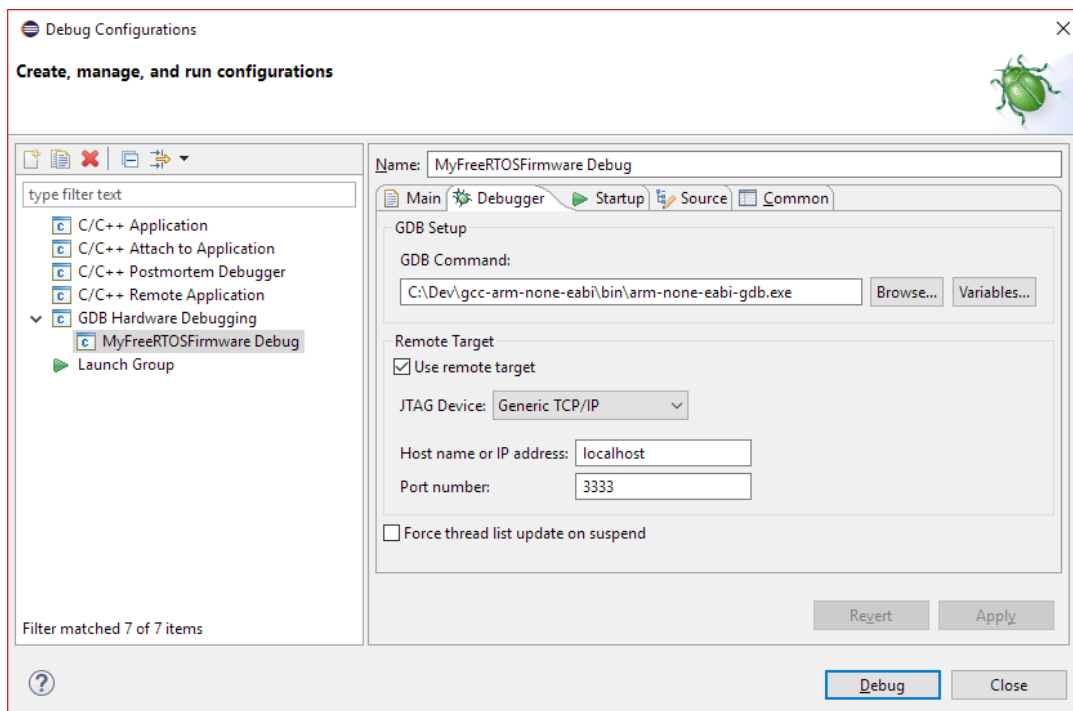 Debug Configurations
Create, manage, and run configurations
type filter text
C/C++ Application
C/C++ Attach to Application
C/C++ Postmortem Debugger
C/C++ Remote Application
GDB Hardware Debugging
MyFreeRTOSFirmware Debug
Launch Group
Filter matched 7 of 7 items
Name: MyFreeRTOSFirmware Debug
Main Debugger Startup Source Common
GDB Setup
GDB Command:
C:\Dev\gcc-arm-none-eabi\bin\arm-none-eabi-gdb.exe Browse... Variables...
Remote Target
Use remote target
JTAG Device: Generic TCP/IP
Host name or IP address: localhost
Port number: 3333
Force thread list update on suspend
Revert Apply
? Debug Close